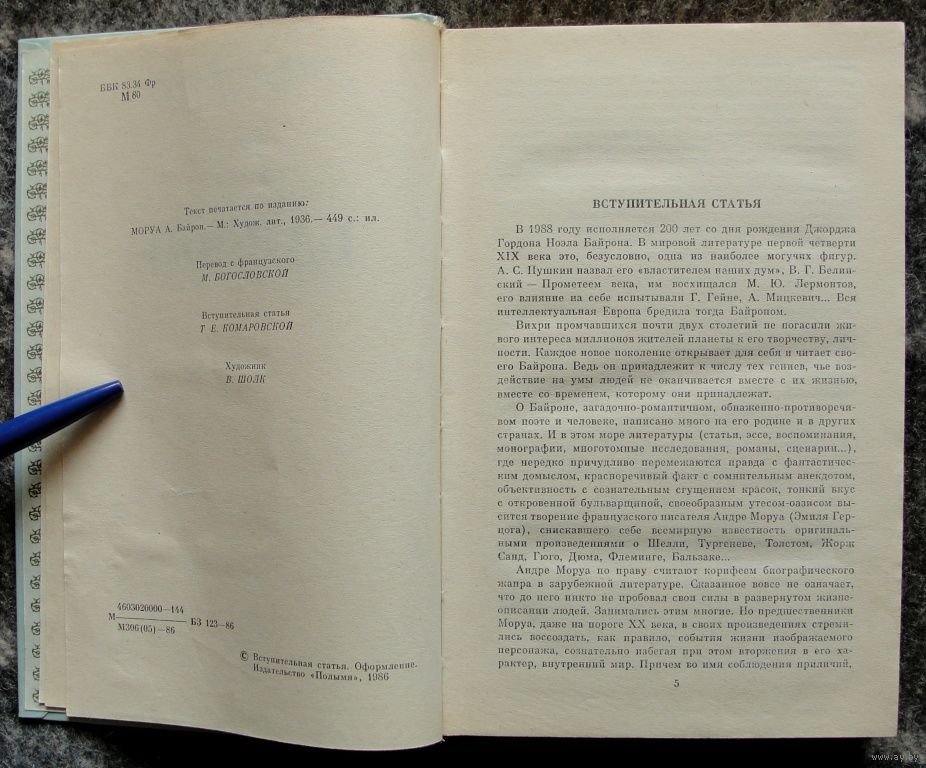 ББК 83.34 Фр
М 80
Текст печатается по изданию:
МОРУА А. Байрон.— М.: Худож. лит., 1936.— 449 с.: ил.
Перевод с французского
М. БОГОСЛОВСКОЙ
Вступительная статья
Т. Е. КОМАРОВСКОЙ
Художник
В. ШОЛК
4603020000—144
М
БЗ 123—86
М306(05)—86
© Вступительная статья. Оформление.
Издательство «Полымя», 1986
ВСТУПИТЕЛЬНАЯ СТАТЬЯ
В 1988 году исполняется 200 лет со дня рождения Джорджа
Гордона Ноэла Байрона. В мировой литературе первой четверти
XIX века это, безусловно, одна из наиболее могучих фигур.
А. С. Пушкин назвал его «властителем наших дум», В. Г. Белин-
ский — Прометеем века, им восхищался М. Ю. Лермонтов,
его влияние на себе испытывали Г. Гейне, А. Мицкевич... Вся
интеллектуальная Европа бредила тогда Байроном.
Вихри промчавшихся почти двух столетий не погасили жи-
вого интереса миллионов жителей планеты к его творчеству, лич-
ности. Каждое новое поколение открывает для себя и читает свое-
го Байрона. Ведь он принадлежит к числу тех гениев, чье воз-
действие на умы людей не оканчивается вместе с их жизнью,
вместе со временем, которому они принадлежат.
О Байроне, загадочно-романтичном, обнаженно-противоречи-
вом поэте и человеке, написано много на его родине и в других
странах. И в этом море литературы (статьи, эссе, воспоминания,
монографии, многотомные исследования, романы, сценарии...),
где нередко причудливо перемежаются правда с фантастичес-
ким домыслом, красноречивый факт с сомнительным анекдотом,
объективность с сознательным сгущением красок, тонкий вкус
с откровенной бульварщиной, своеобразным утесом-оазисом вы-
сится творение французского писателя Андре Моруа (Эмиля Гер-
цога), снискавшего себе всемирную известность оригиналь-
ными произведениями о Шелли, Тургеневе, Толстом, Жорж
Санд, Гюго, Дюма, Флеминге, Бальзаке...
Андре Моруа по праву считают корифеем биографического
жанра в зарубежной литературе. Сказанное вовсе не означает,
что до него никто не пробовал свои силы в развернутом жизне-
описании людей. Занимались этим многие. Но предшественники
Моруа, даже на пороге XX века, в своих произведениях стреми-
лись воссоздать, как правило, события жизни изображаемого
персонажа, сознательно избегая при этом вторжения в его ха-
рактер, внутренний мир. Причем во имя соблюдения приличий,
5
www.ay.by